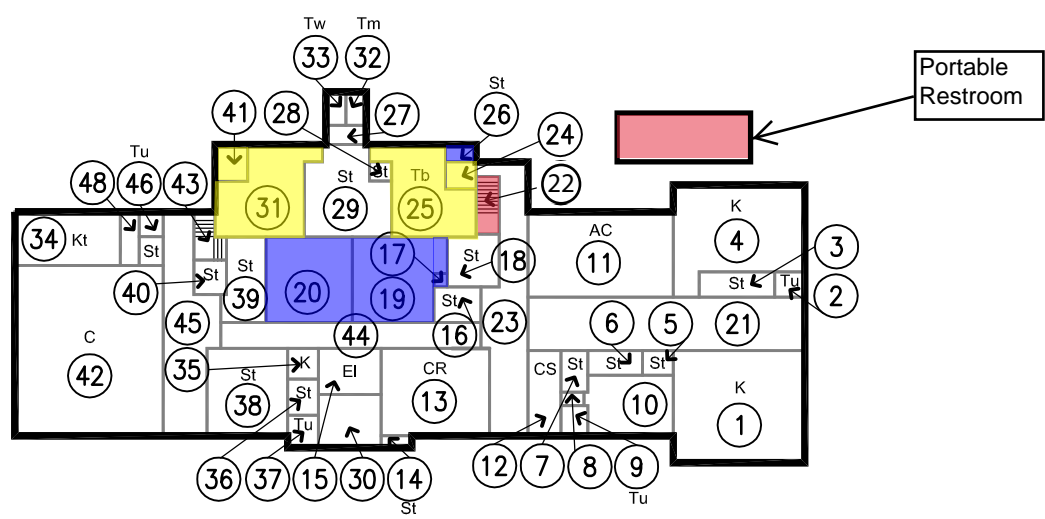 Tw Tm
33 32
St
Portable
Restroom
41 28 27 26 24
Tu
48 46 43 22
St
St Tb
31 29 25
K
34 Kt
AC
4
3
St
17 St 18
11
St Tu
40 St St
39
20 19
2
45 44 St 16 23
6 5 21
C
42
35 K EI CR
CS St St St
K
St
38 St 13
10 1
Tu
36 37 15 30 14
12 7 8 9
St
Tu